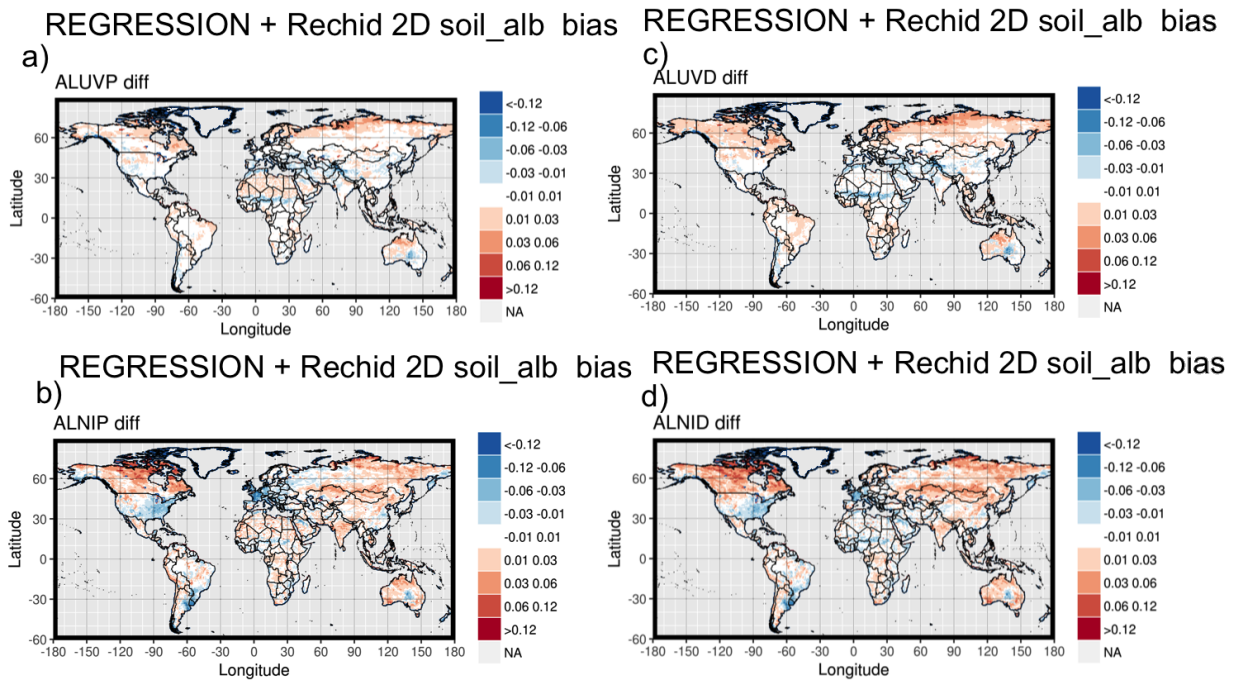 REGRESSION + Rechid 2D soil_alb bias
a)
ALUVP diff
Latitude
60
30
0
-30
-60
-180 -150 -120 -90 -60 -30 0 30 60 90 120 150 180
Longitude
<-0.12
-0.12 -0.06
-0.06 -0.03
-0.03 -0.01
-0.01 0.01
0.01 0.03
0.03 0.06
0.06 0.12
>0.12
NA
REGRESSION + Rechid 2D soil_alb bias
c)
ALUVD diff
Latitude
60
30
0
-30
-60
-180 -150 -120 -90 -60 -30 0 30 60 90 120 150 180
Longitude
<-0.12
-0.12 -0.06
-0.06 -0.03
-0.03 -0.01
-0.01 0.01
0.01 0.03
0.03 0.06
0.06 0.12
>0.12
NA
REGRESSION + Rechid 2D soil_alb bias
b)
ALNIP diff
Latitude
60
30
0
-30
-60
-180 -150 -120 -90 -60 -30 0 30 60 90 120 150 180
Longitude
<-0.12
-0.12 -0.06
-0.06 -0.03
-0.03 -0.01
-0.01 0.01
0.01 0.03
0.03 0.06
0.06 0.12
>0.12
NA
REGRESSION + Rechid 2D soil_alb bias
d)
ALNID diff
Latitude
60
30
0
-30
-60
-180 -150 -120 -90 -60 -30 0 30 60 90 120 150 180
Longitude
<-0.12
-0.12 -0.06
-0.06 -0.03
-0.03 -0.01
-0.01 0.01
0.01 0.03
0.03 0.06
0.06 0.12
>0.12
NA